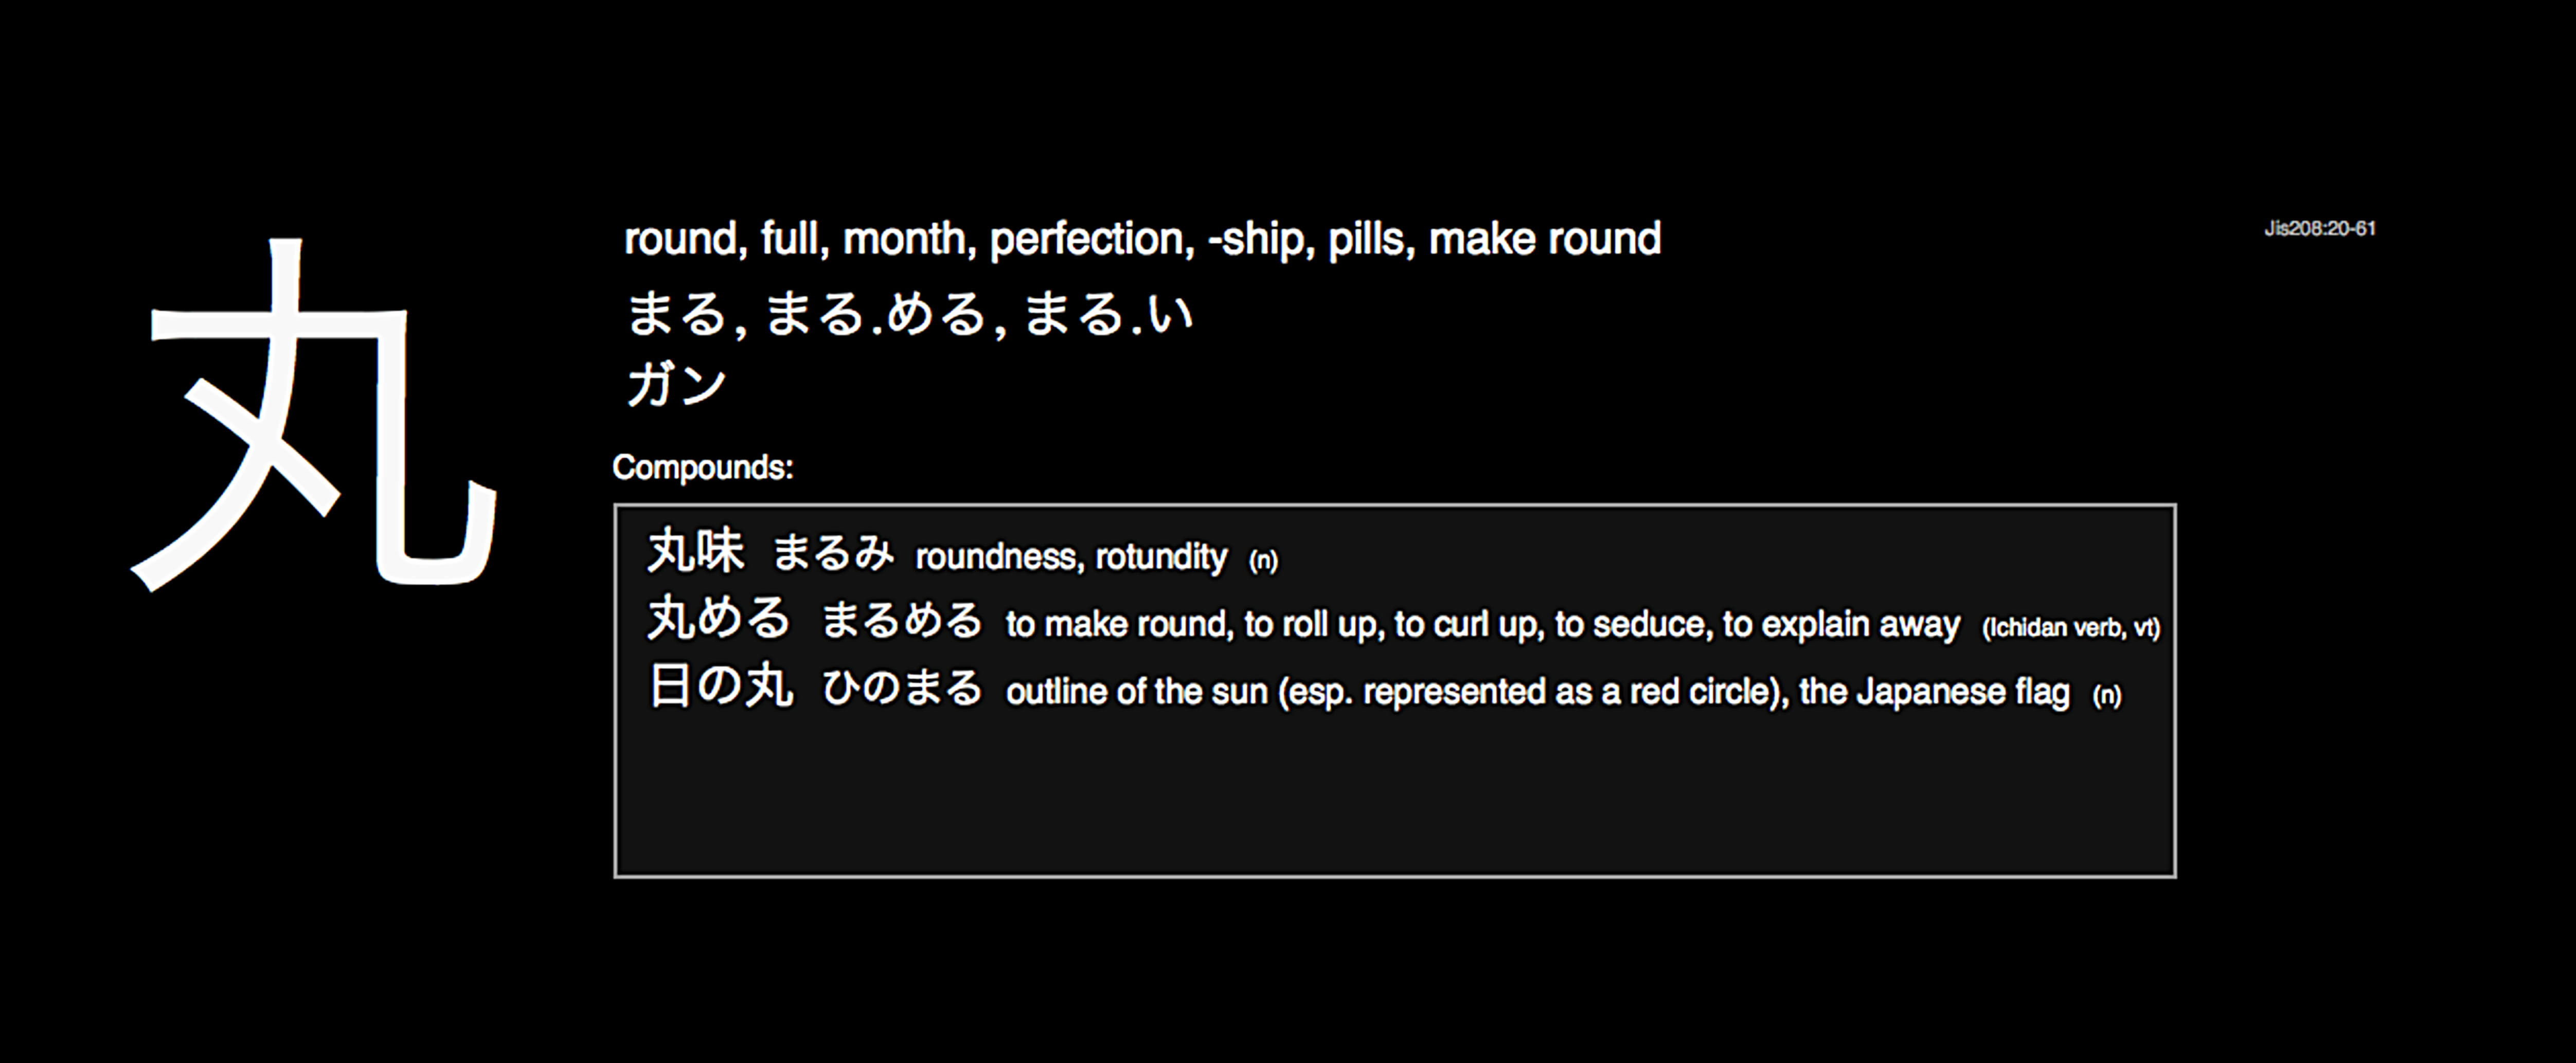 丸
round, full, month, perfection, -ship, pills, make round
Jis208:20-61
まる, まる.める, まる.い
ガン
Compounds:
丸味 まるみ roundness, rotundity (n)
丸める まるめる to make round, to roll up, to curl up, to seduce, to explain away (Ichidan verb, vt)
日の丸 ひのまる outline of the sun (esp. represented as a red circle), the Japanese flag (n)